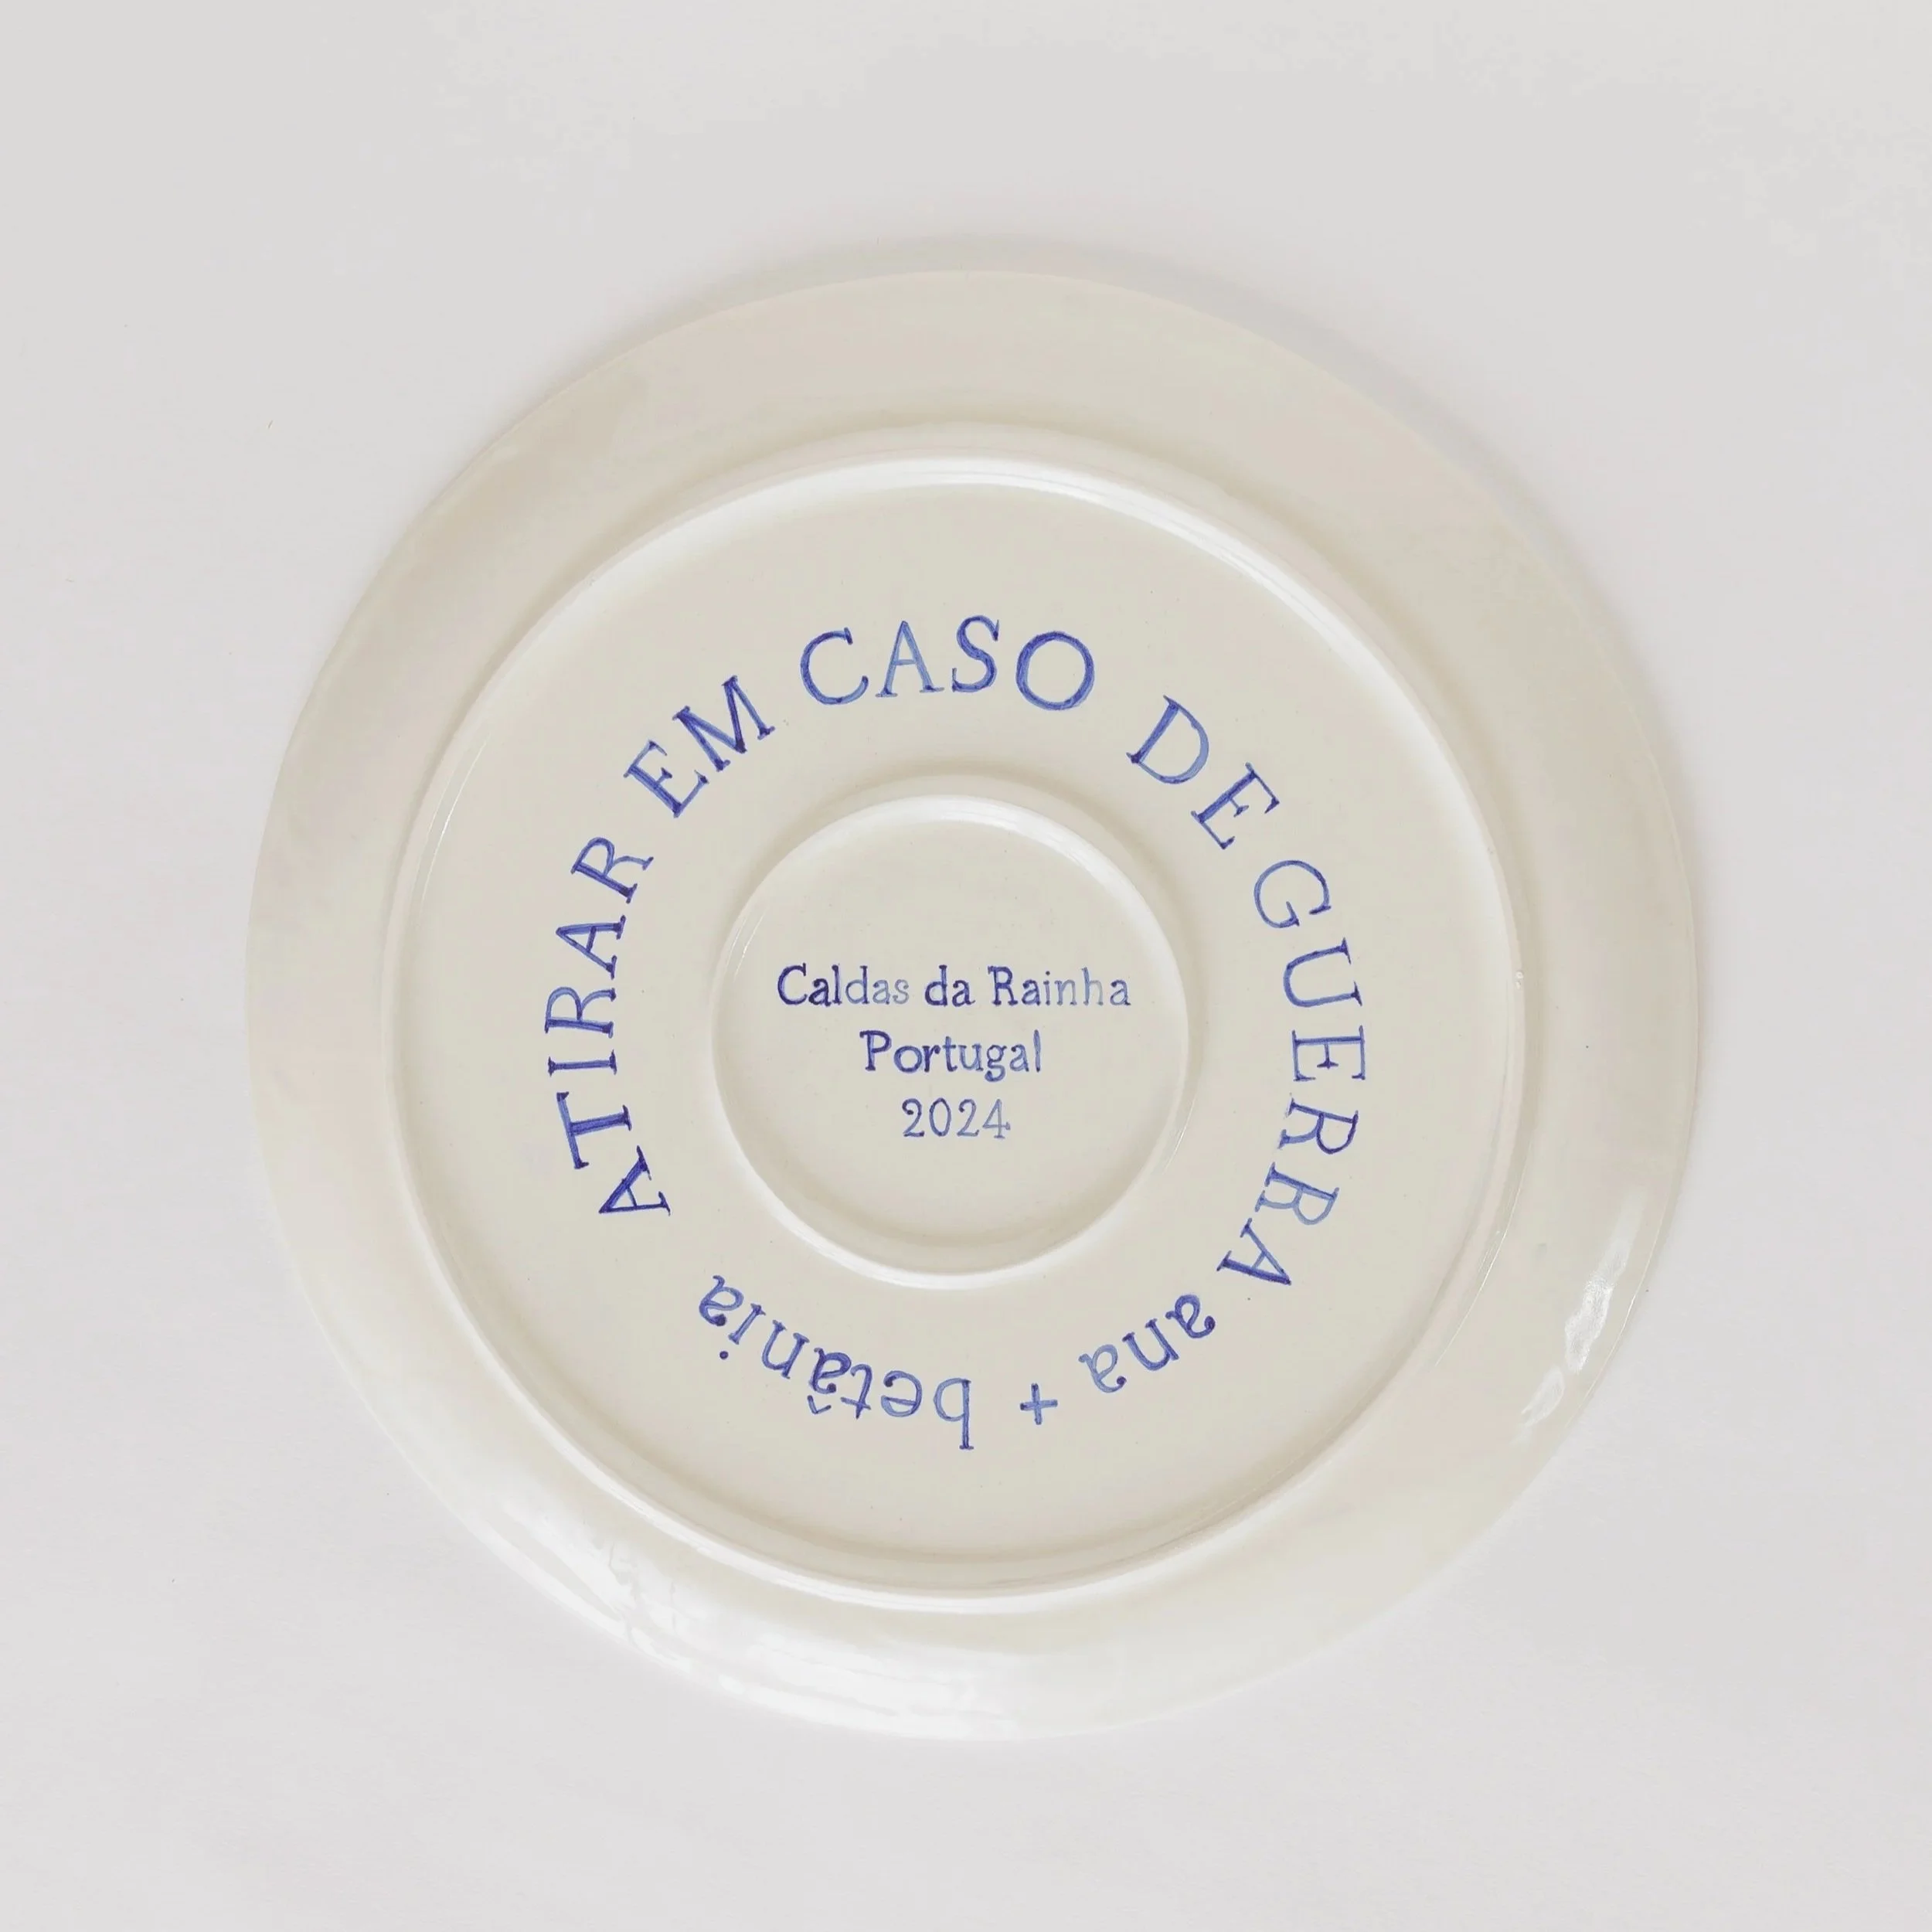 ATIRAR EM CASO DE GUERRA ana + betânia
Caldas da Rainha
Portugal
2024